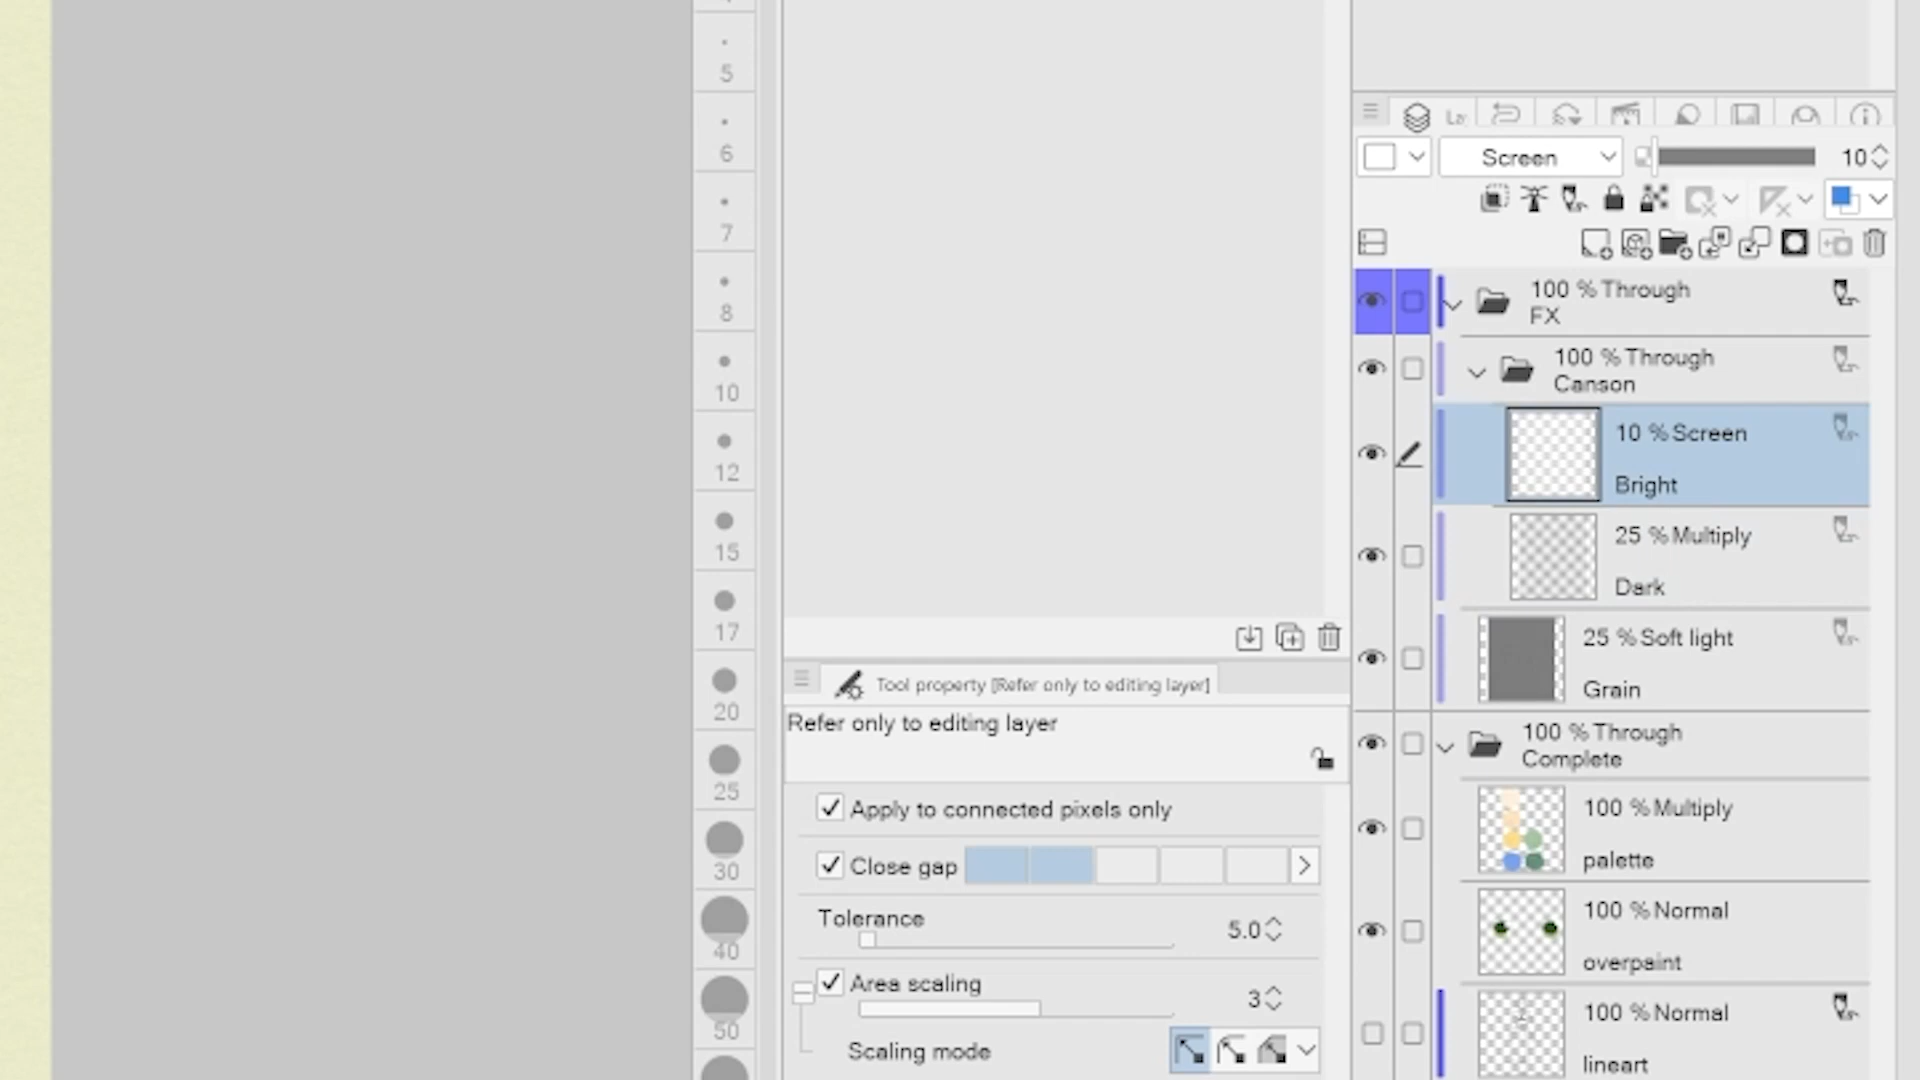 5
6
7
8
10
12
15
17
20
25
30
40
50
Tool property [Refer only to editing layer]
Refer only to editing layer
Apply to connected pixels only
Close gap
Tolerance
5.0
Area scaling
3
Scaling mode
Screen
10
100 % Through
FX
100 % Through
Canson
10 % Screen
Bright
25 % Multiply
Dark
25 % Soft light
Grain
100 % Through
Complete
100 % Multiply
palette
100 % Normal
overpaint
100 % Normal
lineart